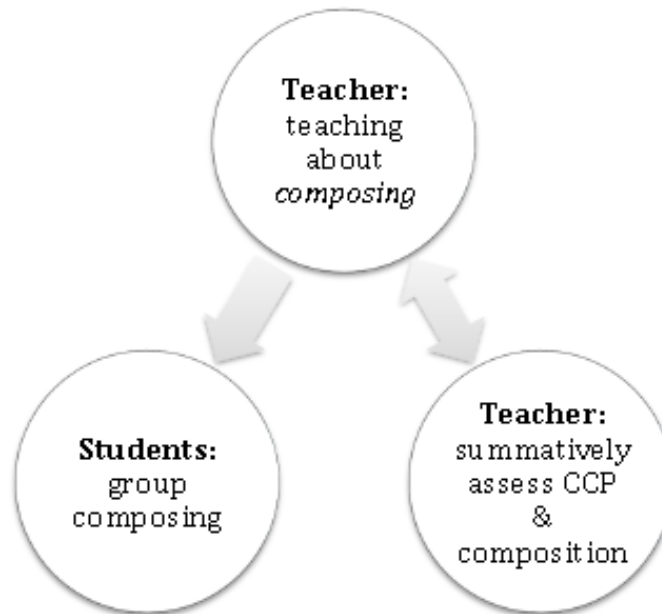 Teacher:
teaching
about
composing
Students:
group
composing
Teacher:
summatively
assess CCP
&
composition